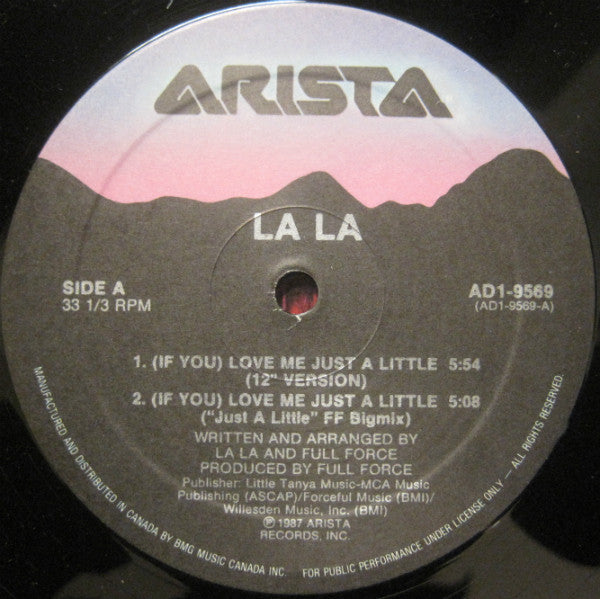 ARISTA
LA LA
SIDE A
33 1/3 RPM
AD1-9569
(AD1-9569-A)
1. (IF YOU) LOVE ME JUST A LITTLE 5:54
(12" VERSION)
2. (IF YOU) LOVE ME JUST A LITTLE 5:08
("Just A Little" FF Bigmix)
WRITTEN AND ARRANGED BY
LA LA AND FULL FORCE
PRODUCED BY FULL FORCE
Publisher: Little Tanya Music-MCA Music
Publishing (ASCAP)/Forceful Music (BMI)/
Willesden Music, Inc. (BMI)
℗ 1987 ARISTA
RECORDS, INC.
MANUFACTURED AND DISTRIBUTED IN CANADA BY BMG MUSIC CANADA INC. FOR PUBLIC PERFORMANCE UNDER LICENSE ONLY — ALL RIGHTS RESERVED.